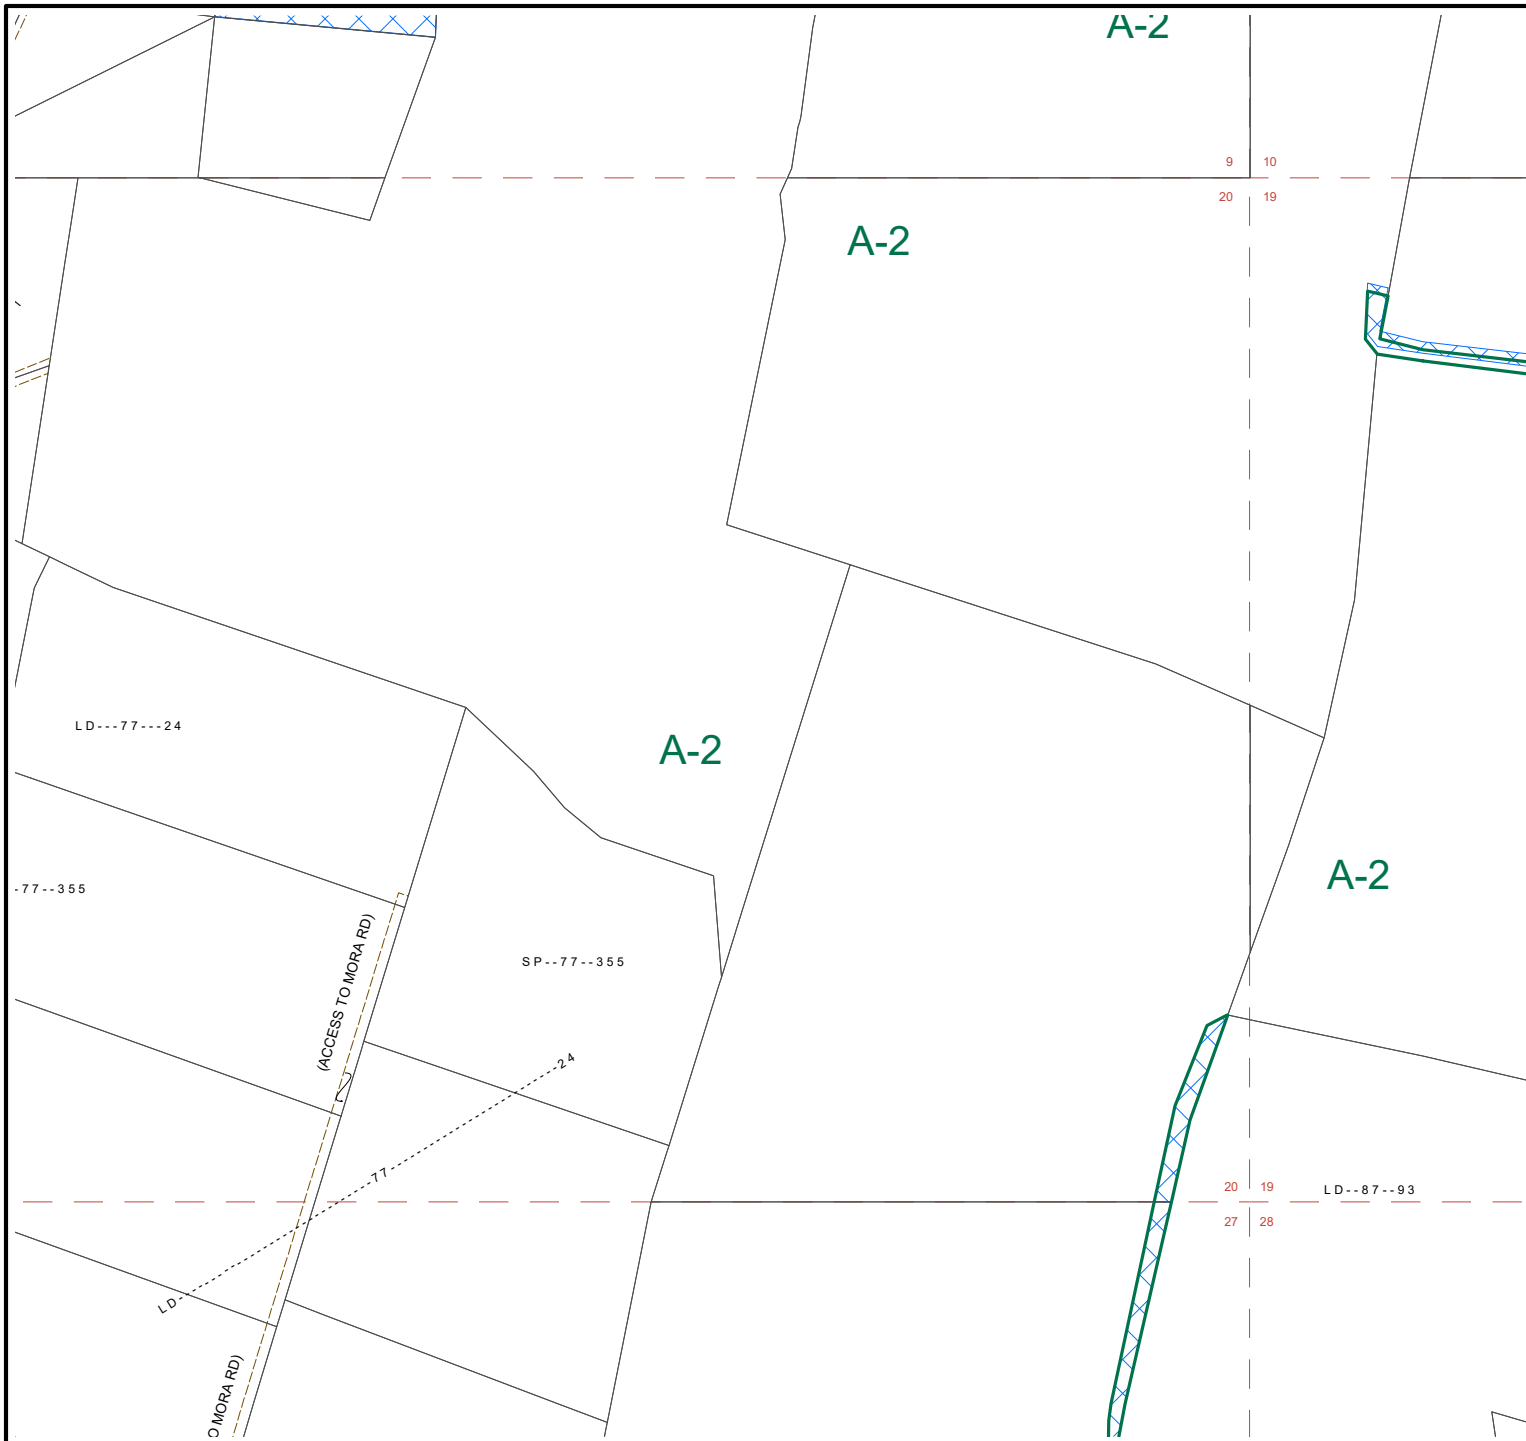 A-2
9 10
20 19
A-2
LD---77---24
A-2
A-2
-77--355
(ACCESS TO MORA RD)
SP--77--355
LD--------77--------24
20 19
27 28
LD--87--93
O MORA RD)